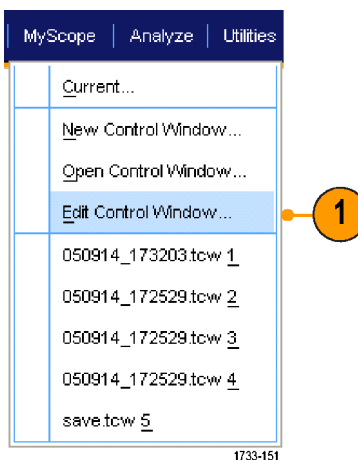 MyScope | Analyze | Utilities
Current...
New Control Window...
Open Control Window...
Edit Control Window...
1
050914_173203.tcw 1
050914_172529.tcw 2
050914_172529.tcw 3
050914_172529.tcw 4
save.tcw 5
1733-151